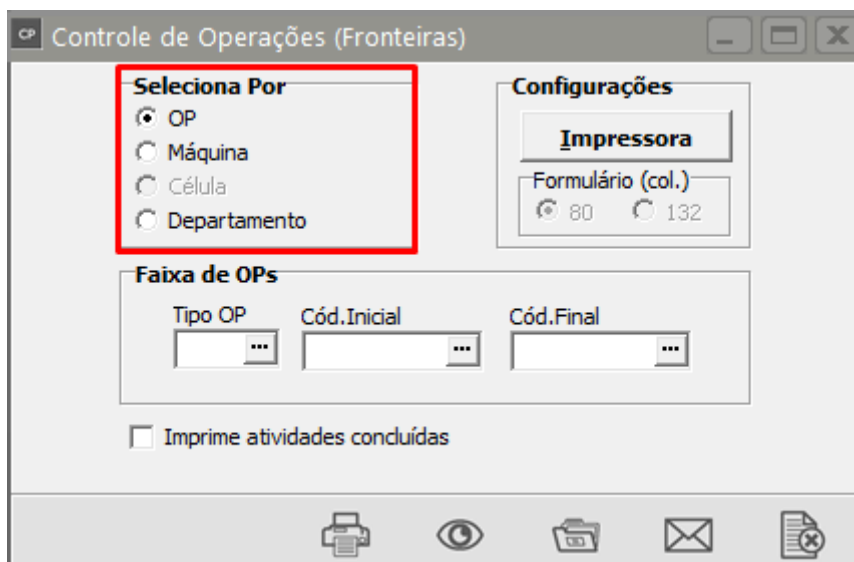 CP Controle de Operações (Fronteiras)
Seleciona Por
OP
Máquina
Célula
Departamento
Configurações
Impressora
Formulário (col.)
80 132
Faixa de OPs
Tipo OP Cód.Inicial Cód.Final
... ... ...
Imprime atividades concluídas